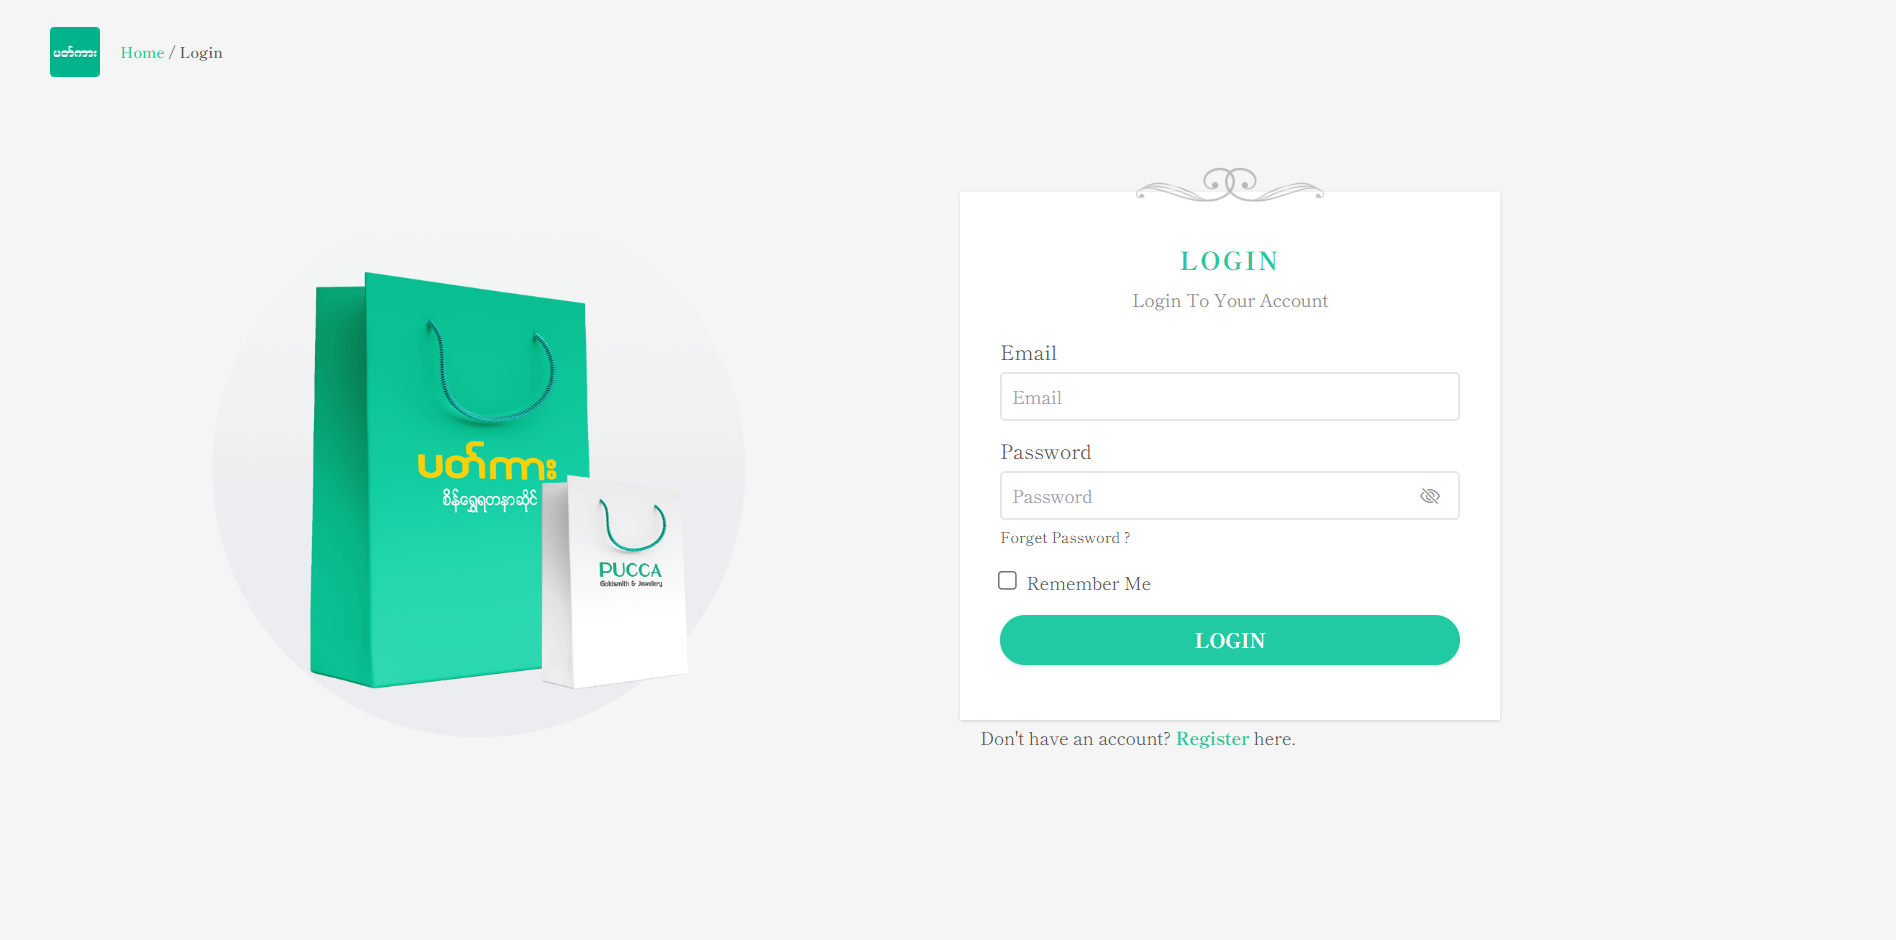 ပတ်ကား
Home / Login
ပတ်ကား
စိန်ရွှေရတနာဆိုင်
PUCCA
Goldsmith & Jewellery
LOGIN
Login To Your Account
Email
Email
Password
Password
Forget Password ?
Remember Me
LOGIN
Don't have an account? Register here.